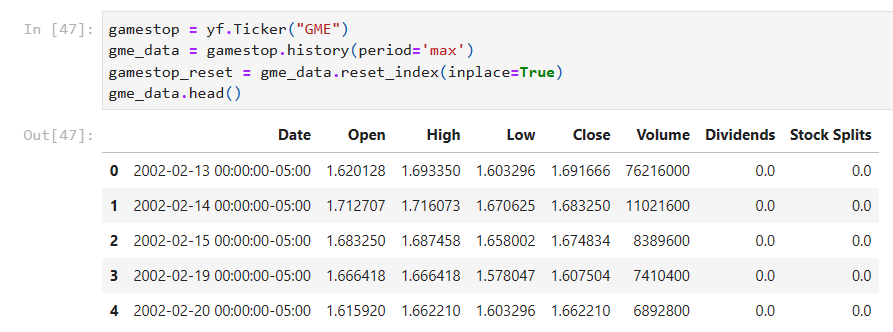 In [47]: gamestop = yf.Ticker("GME")
gme_data = gamestop.history(period='max')
gamestop_reset = gme_data.reset_index(inplace=True)
gme_data.head()
Out[47]: Date Open High Low Close Volume Dividends Stock Splits
0 2002-02-13 00:00:00-05:00 1.620128 1.693350 1.603296 1.691666 76216000 0.0 0.0
1 2002-02-14 00:00:00-05:00 1.712707 1.716073 1.670625 1.683250 11021600 0.0 0.0
2 2002-02-15 00:00:00-05:00 1.683250 1.687458 1.658002 1.674834 8389600 0.0 0.0
3 2002-02-19 00:00:00-05:00 1.666418 1.666418 1.578047 1.607504 7410400 0.0 0.0
4 2002-02-20 00:00:00-05:00 1.615920 1.662210 1.603296 1.662210 6892800 0.0 0.0